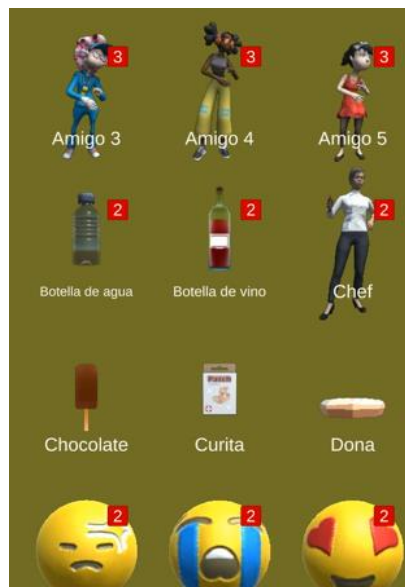 3 3 3
Amigo 3 Amigo 4 Amigo 5
2 2 2
Botella de agua Botella de vino Chef
Chocolate Curita Dona
2 2 2